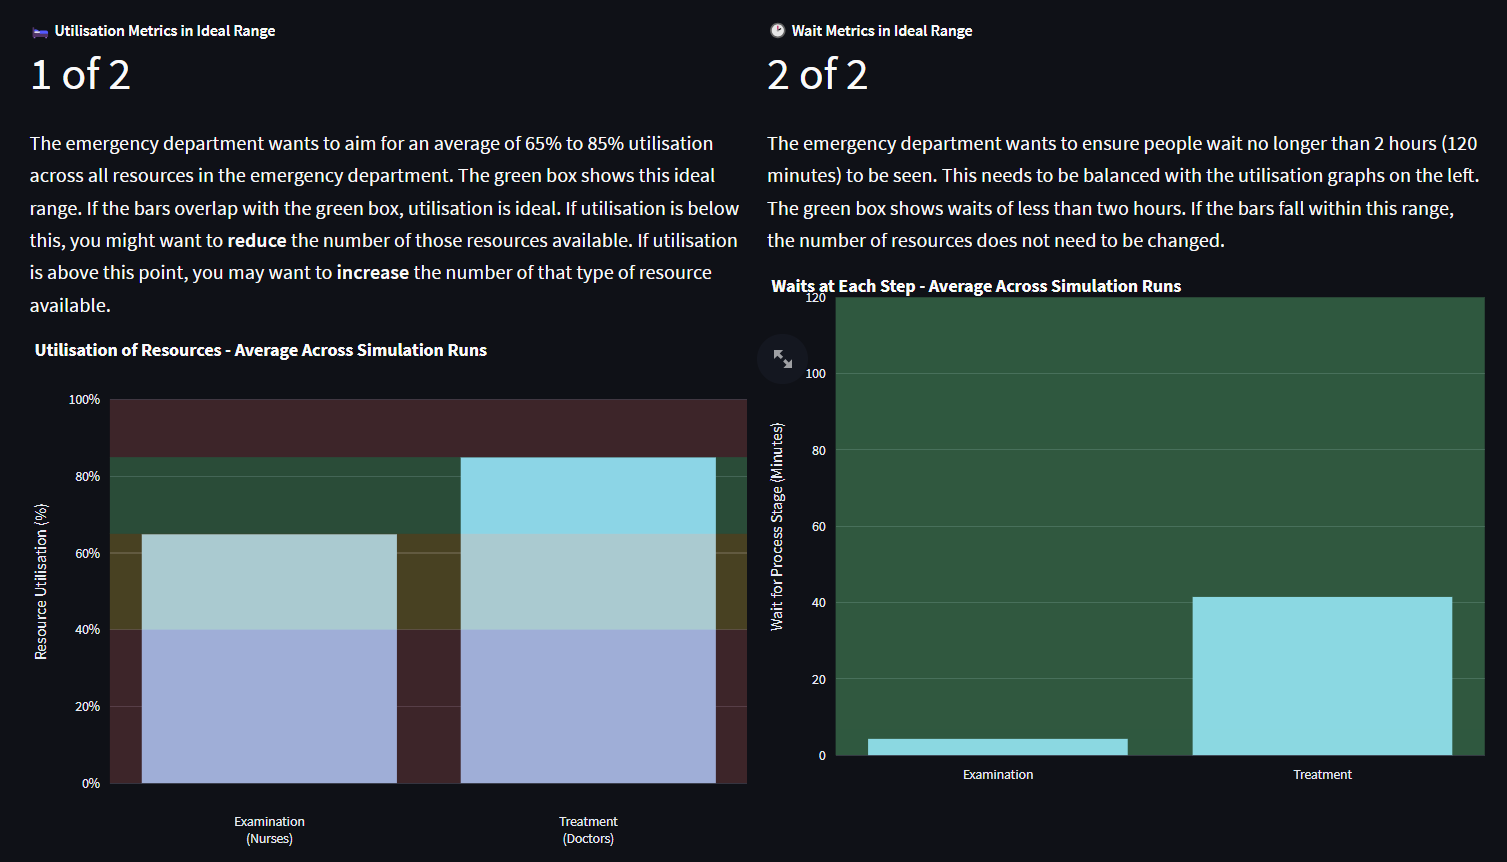 Utilisation Metrics in Ideal Range
1 of 2
The emergency department wants to aim for an average of 65% to 85% utilisation
across all resources in the emergency department. The green box shows this ideal
range. If the bars overlap with the green box, utilisation is ideal. If utilisation is below
this, you might want to reduce the number of those resources available. If utilisation
is above this point, you may want to increase the number of that type of resource
available.
Utilisation of Resources - Average Across Simulation Runs
Resource Utilisation (%)
100%
80%
60%
40%
20%
0%
Examination
(Nurses)
Treatment
(Doctors)
Wait Metrics in Ideal Range
2 of 2
The emergency department wants to ensure people wait no longer than 2 hours (120
minutes) to be seen. This needs to be balanced with the utilisation graphs on the left.
The green box shows waits of less than two hours. If the bars fall within this range,
the number of resources does not need to be changed.
Waits at Each Step - Average Across Simulation Runs
Wait for Process Stage (Minutes)
120
100
80
60
40
20
0
Examination
Treatment